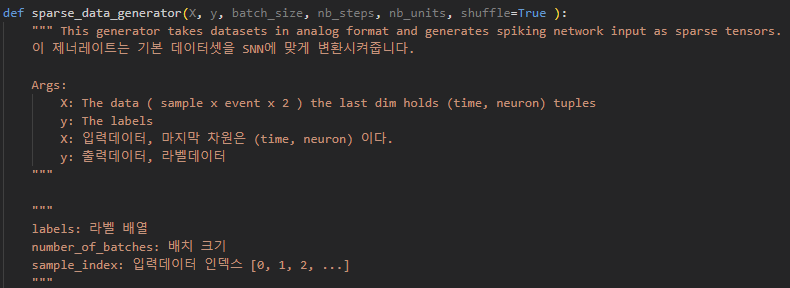 def sparse_data_generator(X, y, batch_size, nb_steps, nb_units, shuffle=True ):
""" This generator takes datasets in analog format and generates spiking network input as sparse tensors.
이 제너레이트는 기본 데이터셋을 SNN에 맞게 변환시켜줍니다.
Args:
X: The data ( sample x event x 2 ) the last dim holds (time, neuron) tuples
y: The labels
X: 입력데이터, 마지막 차원은 (time, neuron) 이다.
y: 출력데이터, 라벨데이터
"""
"""
labels: 라벨 배열
number_of_batches: 배치 크기
sample_index: 입력데이터 인덱스 [0, 1, 2, ...]
"""